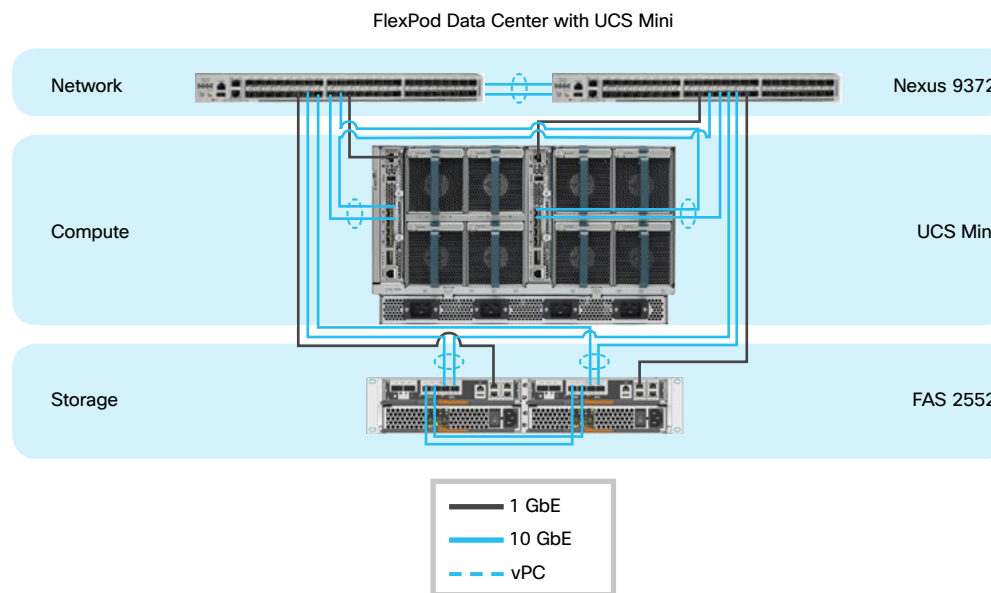 FlexPod Data Center with UCS Mini
Network
Nexus 9372
Compute
UCS Min
Storage
FAS 2552
1 GbE
10 GbE
vPC